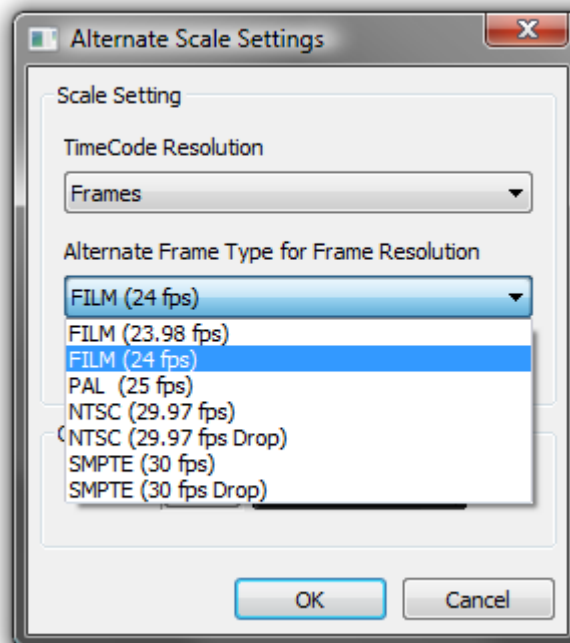 Alternate Scale Settings
Scale Setting
TimeCode Resolution
Frames
Alternate Frame Type for Frame Resolution
FILM (24 fps)
FILM (23.98 fps)
FILM (24 fps)
PAL (25 fps)
NTSC (29.97 fps)
NTSC (29.97 fps Drop)
SMPTE (30 fps)
SMPTE (30 fps Drop)
OK
Cancel